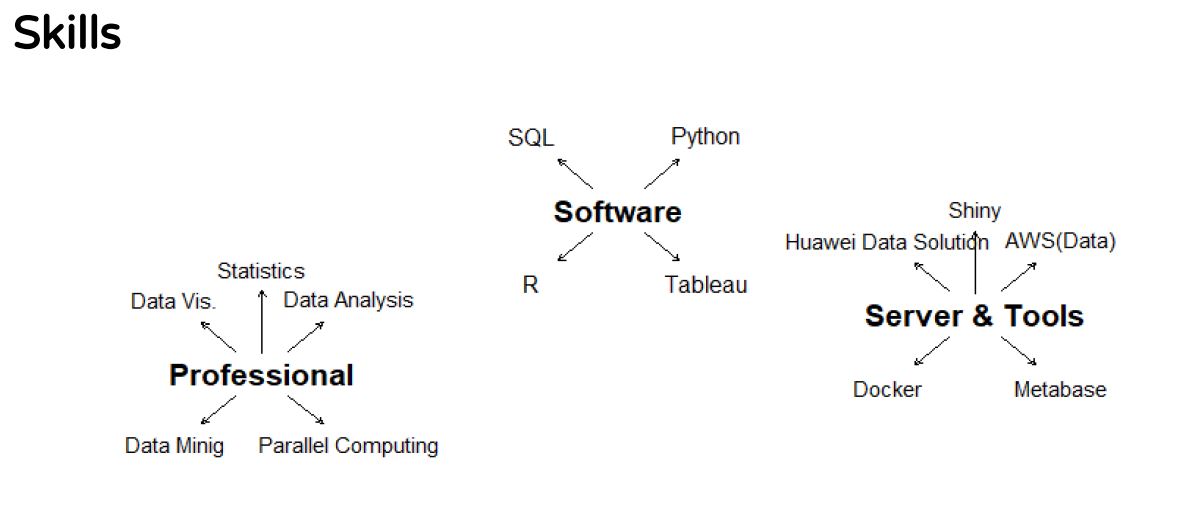 Skills
SQL
Python
Software
R
Tableau
Shiny
Huawei Data Solution
AWS(Data)
Server & Tools
Docker
Metabase
Statistics
Data Vis.
Data Analysis
Professional
Data Minig
Parallel Computing